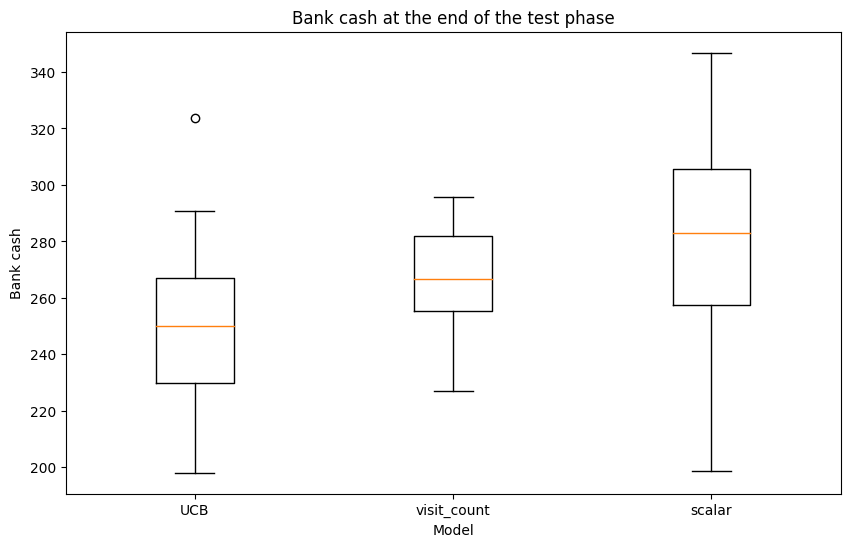 Bank cash at the end of the test phase
340
320
300
280
260
240
220
200
Bank cash
UCB
visit_count
scalar
Model